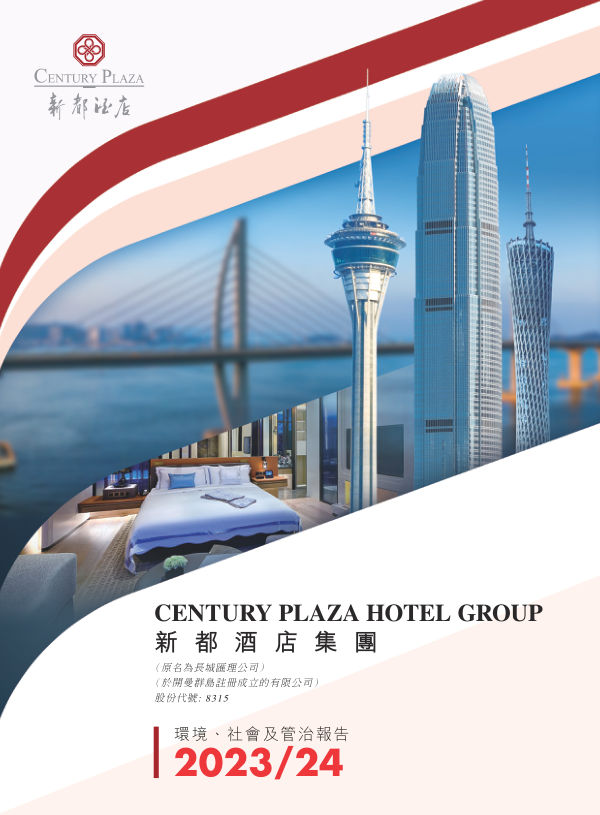 CENTURY PLAZA
新都酒店
CENTURY PLAZA HOTEL GROUP
新都酒店集團
(原名為長城匯理公司)
(於開曼群島註冊成立的有限公司)
股份代號: 8315
環境、社會及管治報告
2023/24